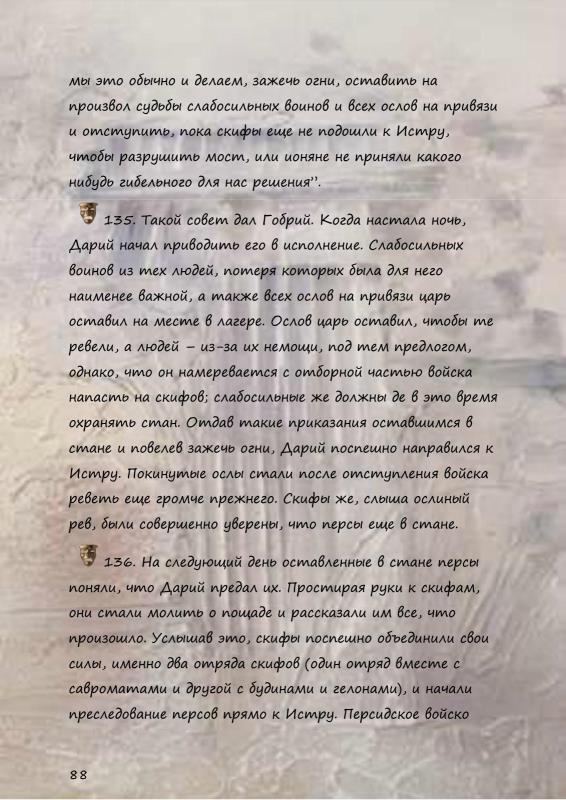 мы это обычно и делаем, зажечь огни, оставить на
произвол судьбы слабосильных воинов и всех ослов на привязи
и отступить, пока скифы еще не подошли к Истру,
чтобы разрушить мост, или ионяне не приняли какого
нибудь гибельного для нас решения”.
135. Такой совет дал Гобрий. Когда настала ночь,
Дарий начал приводить его в исполнение. Слабосильных
воинов из тех людей, потеря которых была для него
наименее важной, а также всех ослов на привязи царь
оставил на месте в лагере. Ослов царь оставил, чтобы те
ревели, а людей – из-за их немощи, под тем предлогом,
однако, что он намеревается с отборной частью войска
напасть на скифов; слабосильные же должны де в это время
охранять стан. Отдав такие приказания оставшимся в
стане и повелев зажечь огни, Дарий поспешно направился к
Истру. Покинутые ослы стали после отступления войска
реветь еще громче прежнего. Скифы же, слыша ослиный
рев, были совершенно уверены, что персы еще в стане.
136. На следующий день оставленные в стане персы
поняли, что Дарий предал их. Простирая руки к скифам,
они стали молить о пощаде и рассказали им все, что
произошло. Услышав это, скифы поспешно объединили свои
силы, именно два отряда скифов (один отряд вместе с
савроматами и другой с будинами и гелонами), и начали
преследование персов прямо к Истру. Персидское войско
88